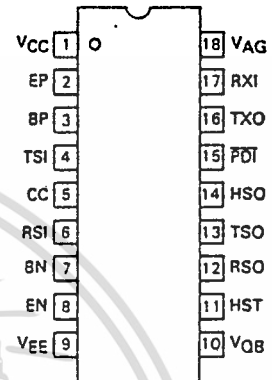 VCC 1 18 VAG
EP 2 17 RXI
BP 3 16 TXO
TSI 4 15 PDI
CC 5 14 HSO
RSI 6 13 TSO
BN 7 12 RSO
EN 8 11 HST
VEE 9 10 VQB